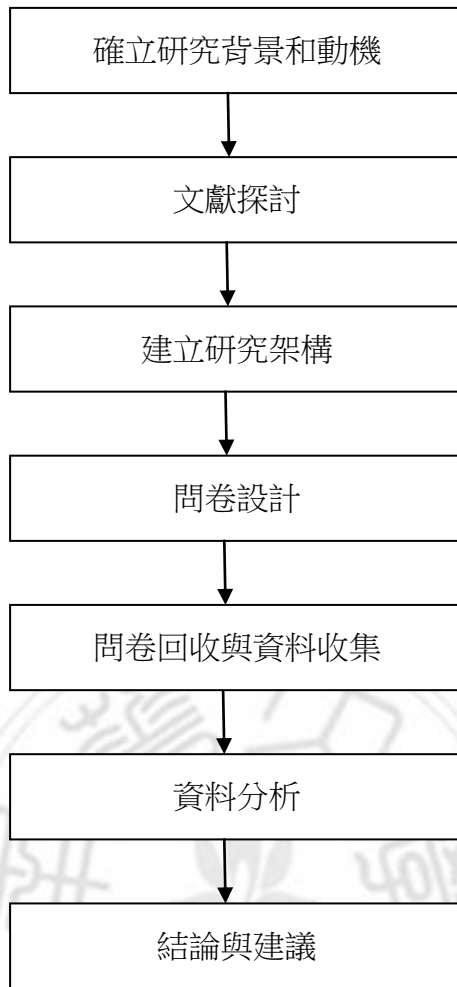 確立研究背景和動機
文獻探討
建立研究架構
問卷設計
問卷回收與資料收集
資料分析
結論與建議